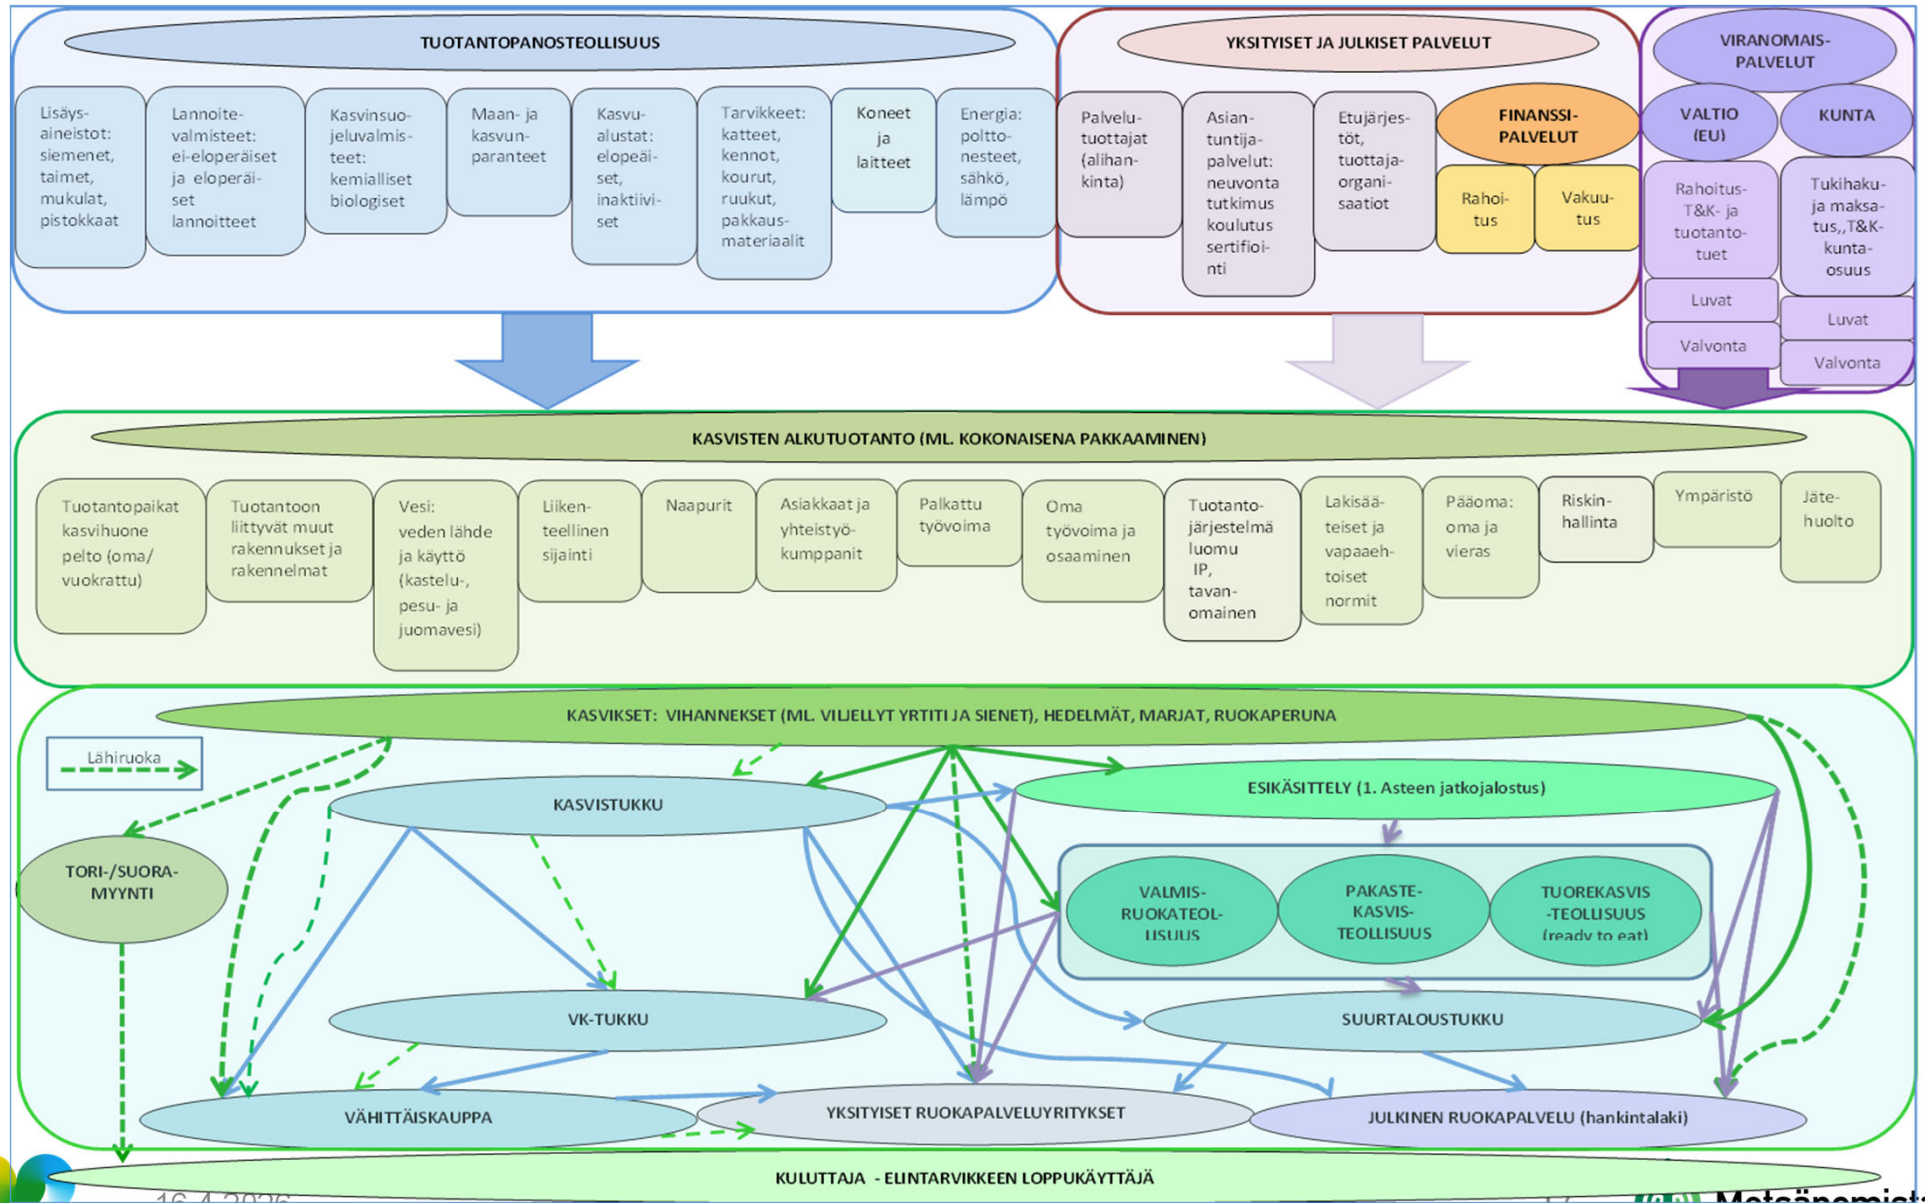 TUOTANTOPANOSTEOLLISUUS
Lisäys-
aineistot:
siemenet,
taimet,
mukulat,
pistokkaat
Lannoite-
valmisteet:
ei-eloperäiset
ja eloperäi-
set
lannoitteet
Kasvinsuo-
jeluvalmis-
teet:
kemialliset
biologiset
Maan- ja
kasvun-
paranteet
Kasvu-
alustat:
elopeäi-
set,
inaktiivi-
set
Tarvikkeet:
katteet,
kennot,
kourut,
ruukut,
pakkaus-
materiaalit
Koneet
ja
laitteet
Energia:
poltto-
nesteet,
sähkö,
lämpö
YKSITYISET JA JULKISET PALVELUT
Palvelu-
tuottajat
(alihan-
kinta)
Asian-
tuntija-
palvelut:
neuvonta
tutkimus
koulutus
sertifioi-
nti
Etujärjes-
töt,
tuottaja-
organi-
saatiot
FINANSSI-
PALVELUT
Rahoi-
tus
Vakuu-
tus
VIRANOMAIS-
PALVELUT
VALTIO
(EU)
Rahoitus-
T&K- ja
tuotanto-
tuet
Luvat
Valvonta
KUNTA
Tukihaku-
ja maksa-
tus,,T&K-
kunta-
osuus
Luvat
Valvonta
KASVISTEN ALKUTUOTANTO (ML. KOKONAISENA PAKKAAMINEN)
Tuotantopaikat
kasvihuone
pelto (oma/
vuokrattu)
Tuotantoon
liittyvät muut
rakennukset ja
rakennelmat
Vesi:
veden lähde
ja käyttö
(kastelu-,
pesu- ja
juomavesi)
Liiken-
teellinen
sijainti
Naapurit
Asiakkaat ja
yhteistyö-
kumppanit
Palkattu
työvoima
Oma
työvoima ja
osaaminen
Tuotanto-
järjestelmä
luomu
IP,
tavan-
omainen
Lakisää-
teiset ja
vapaaeh-
toiset
normit
Pääoma:
oma ja
vieras
Riskin-
hallinta
Ympäristö
Jäte-
huolto
KASVIKSET: VIHANNEKSET (ML. VILJELLYT YRTITI JA SIENET), HEDELMÄT, MARJAT, RUOKAPERUNA
Lähiruoka
KASVISTUKKU
ESIKÄSITTELY (1. Asteen jatkojalostus)
TORI-/SUORA-
MYYNTI
VALMIS-
RUOKATEOL-
LISUUS
PAKASTE-
KASVIS-
TEOLLISUUS
TUOREKASVIS
-TEOLLISUUS
(ready to eat)
VK-TUKKU
SUURTALOUSTUKKU
VÄHITTÄISKAUPPA
YKSITYISET RUOKAPALVELUYRITYKSET
JULKINEN RUOKAPALVELU (hankintalaki)
KULUTTAJA - ELINTARVIKKEEN LOPPUKÄYTTÄJÄ